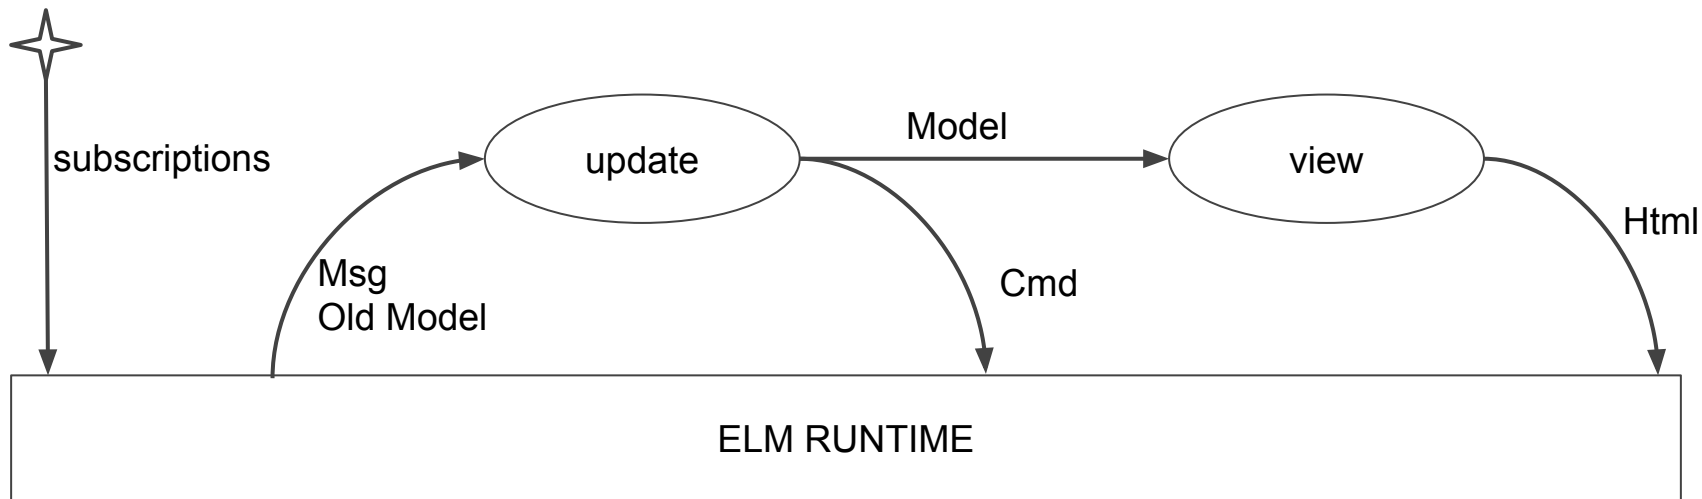 Model
subscriptions
update
view
Html
Msg
Old Model
Cmd
ELM RUNTIME